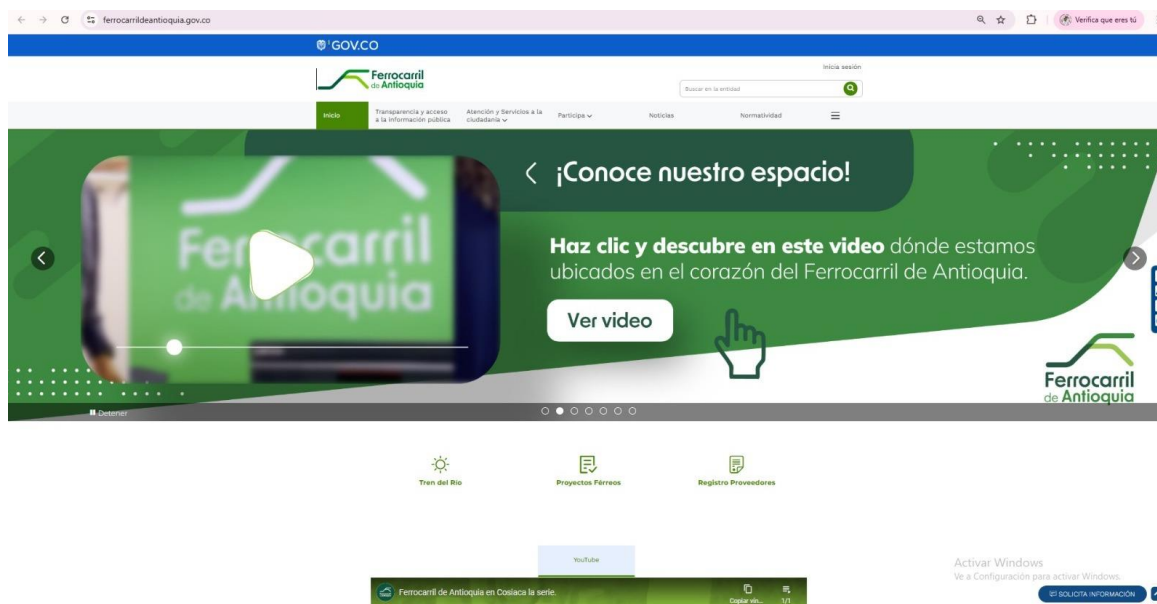 ferrocarrildeantioquia.gov.co
Verifica que eres tú
GOV.CO
Inicia sesión
Ferrocarril
de Antioquia
Buscar en la entidad
Inicio
Transparencia y acceso
a la información pública
Atención y Servicios a la
ciudadanía
Participa
Noticias
Normatividad
¡Conoce nuestro espacio!
Ferrocarril
de Antioquia
Haz clic y descubre en este video dónde estamos
ubicados en el corazón del Ferrocarril de Antioquia.
Ver video
Ferrocarril
de Antioquia
Detener
Tren del Río
Proyectos Férreos
Registro Proveedores
YouTube
Ferrocarril de Antioquia en Cosiaca la serie.
Copiar vín...
1/1
Activar Windows
Ve a Configuración para activar Windows.
SOLICITA INFORMACIÓN